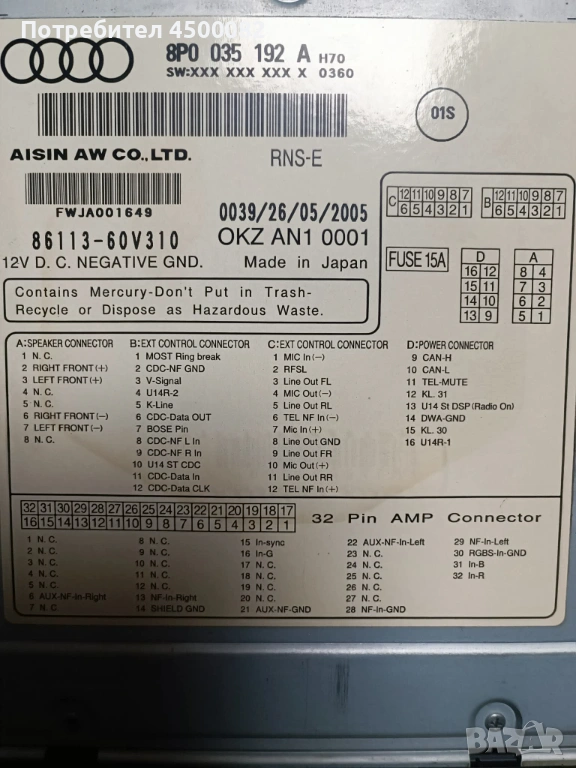 Потребител 4500
8P0 035 192 A H70
SW:XXX XXX XXX X 0360
01S
AISIN AW CO.,LTD.
RNS-E
FWJA001649
0039/26/05/2005
86113-60V310
OKZ AN1 0001
12V D. C. NEGATIVE GND.
Made in Japan
Contains Mercury-Don't Put in Trash-
Recycle or Dispose as Hazardous Waste.
C 12 11 10 9 8 7
6 5 4 3 2 1
B 12 11 10 9 8 7
6 5 4 3 2 1
FUSE 15A
D
16 12
15 11
14 10
13 9
A
8 4
7 3
6 2
5 1
A:SPEAKER CONNECTOR
1 N. C.
2 RIGHT FRONT(+)
3 LEFT FRONT(+)
4 N. C.
5 N. C.
6 RIGHT FRONT(-)
7 LEFT FRONT(-)
8 N. C.
B:EXT CONTROL CONNECTOR
1 MOST Ring break
2 CDC-NF GND
3 V-Signal
4 U14R-2
5 K-Line
6 CDC-Data OUT
7 BOSE Pin
8 CDC-NF L In
9 CDC-NF R In
10 U14 ST CDC
11 CDC-Data In
12 CDC-Data CLK
C:EXT CONTROL CONNECTOR
1 MIC In(-)
2 RFSL
3 Line Out FL
4 MIC Out(-)
5 Line Out RL
6 TEL NF In(-)
7 MIC In(+)
8 Line Out GND
9 Line Out FR
10 Mic Out(+)
11 Line Out RR
12 TEL NF In(+)
D:POWER CONNECTOR
9 CAN-H
10 CAN-L
11 TEL-MUTE
12 KL. 31
13 U14 St DSP(Radio On)
14 DWA-GND
15 KL. 30
16 U14R-1
32 31 30 29 28 27 26 25 24 23 22 21 20 19 18 17
16 15 14 13 12 11 10 9 8 7 6 5 4 3 2 1
32 Pin AMP Connector
1 N. C.
2 N. C.
3 N. C.
4 N. C.
5 N. C.
6 AUX-NF-In-Right
7 N. C.
8 N. C.
9 N. C.
10 N. C.
11 N. C.
12 N. C.
13 NF-In-Right
14 SHIELD GND
15 In-sync
16 In-G
17 N. C.
18 N. C.
19 N. C.
20 N. C.
21 AUX-NF-GND
22 AUX-NF-In-Left
23 N. C.
24 N. C.
25 N. C.
26 N. C.
27 N. C.
28 NF-In-GND
29 NF-In-Left
30 RGBS-In-GND
31 In-B
32 In-R
BAZAR